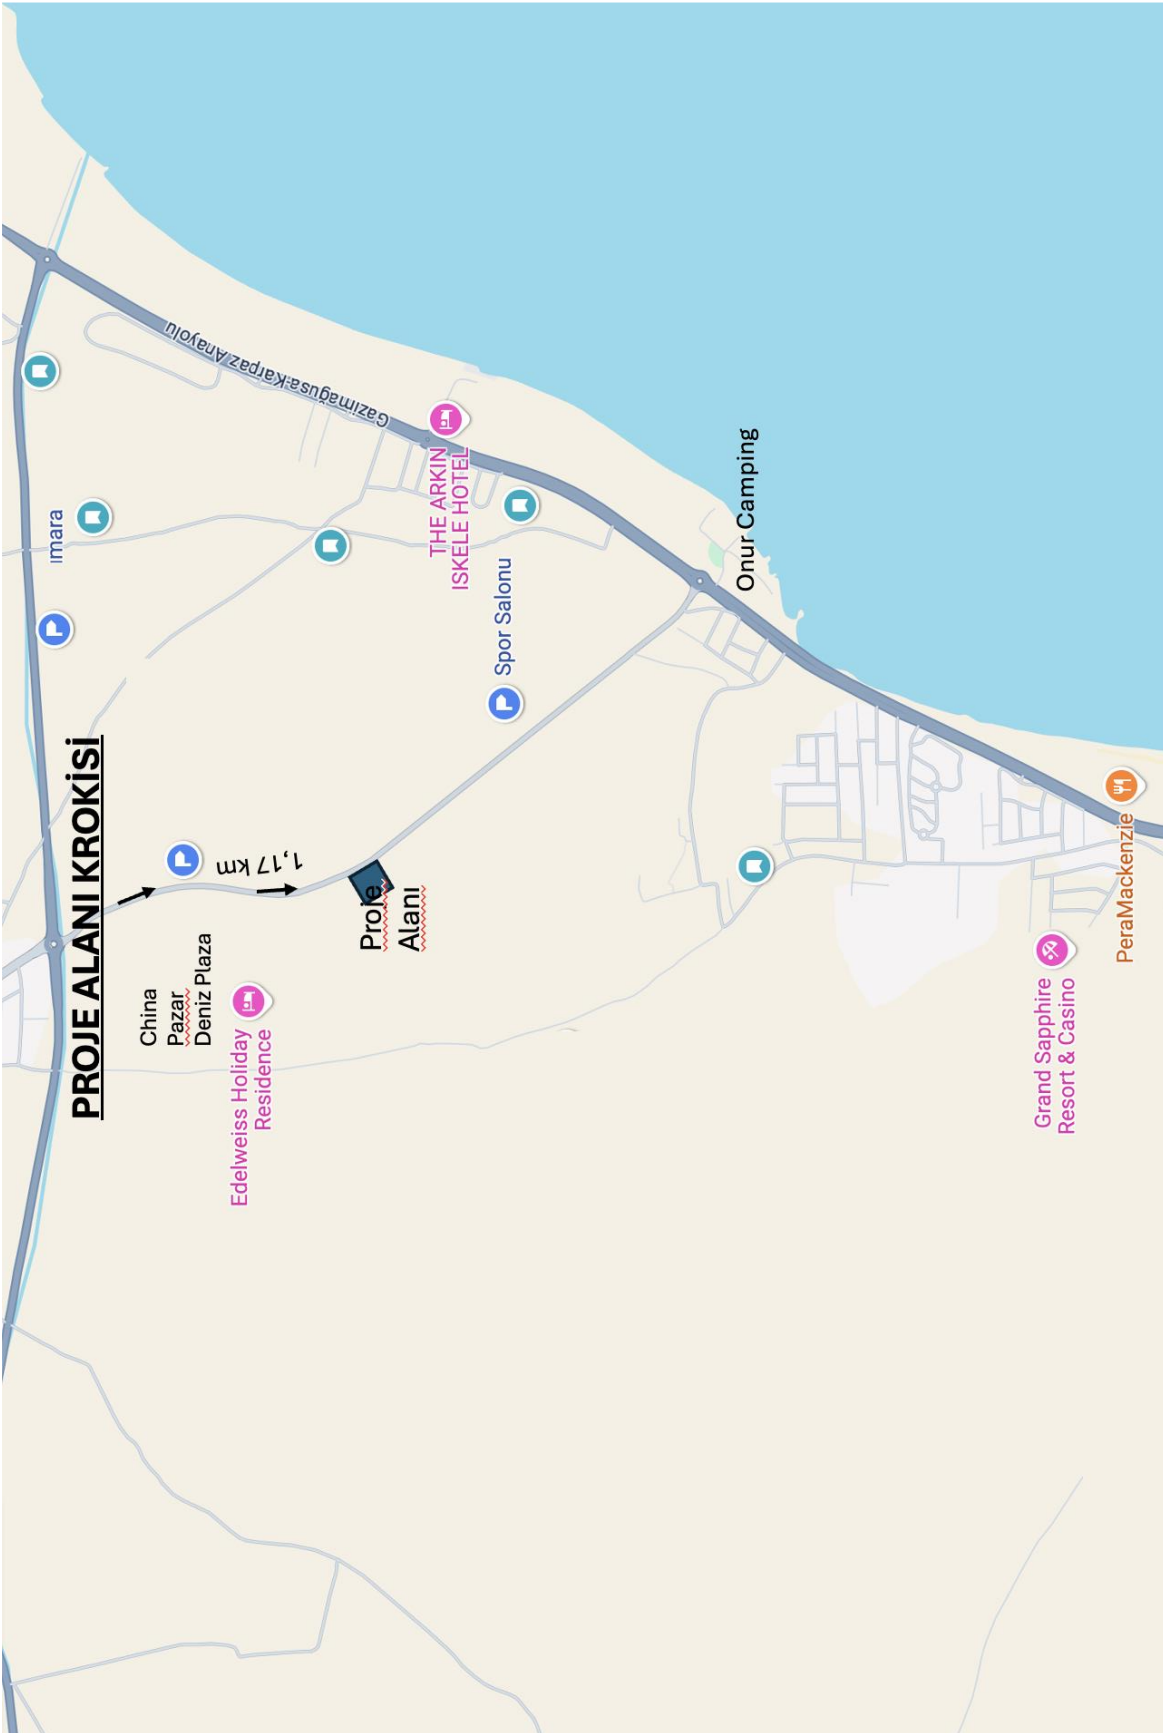 PROJE ALANI KROKİSİ
ımara
China
Pazar
Deniz Plaza
1,17 km
Edelweiss Holiday
Residence
Proje
Alanı
Gazimağusa-Karpaz Anayolu
THE ARKIN
ISKELE HOTEL
Spor Salonu
Onur Camping
Grand Sapphire
Resort & Casino
PeraMackenzie